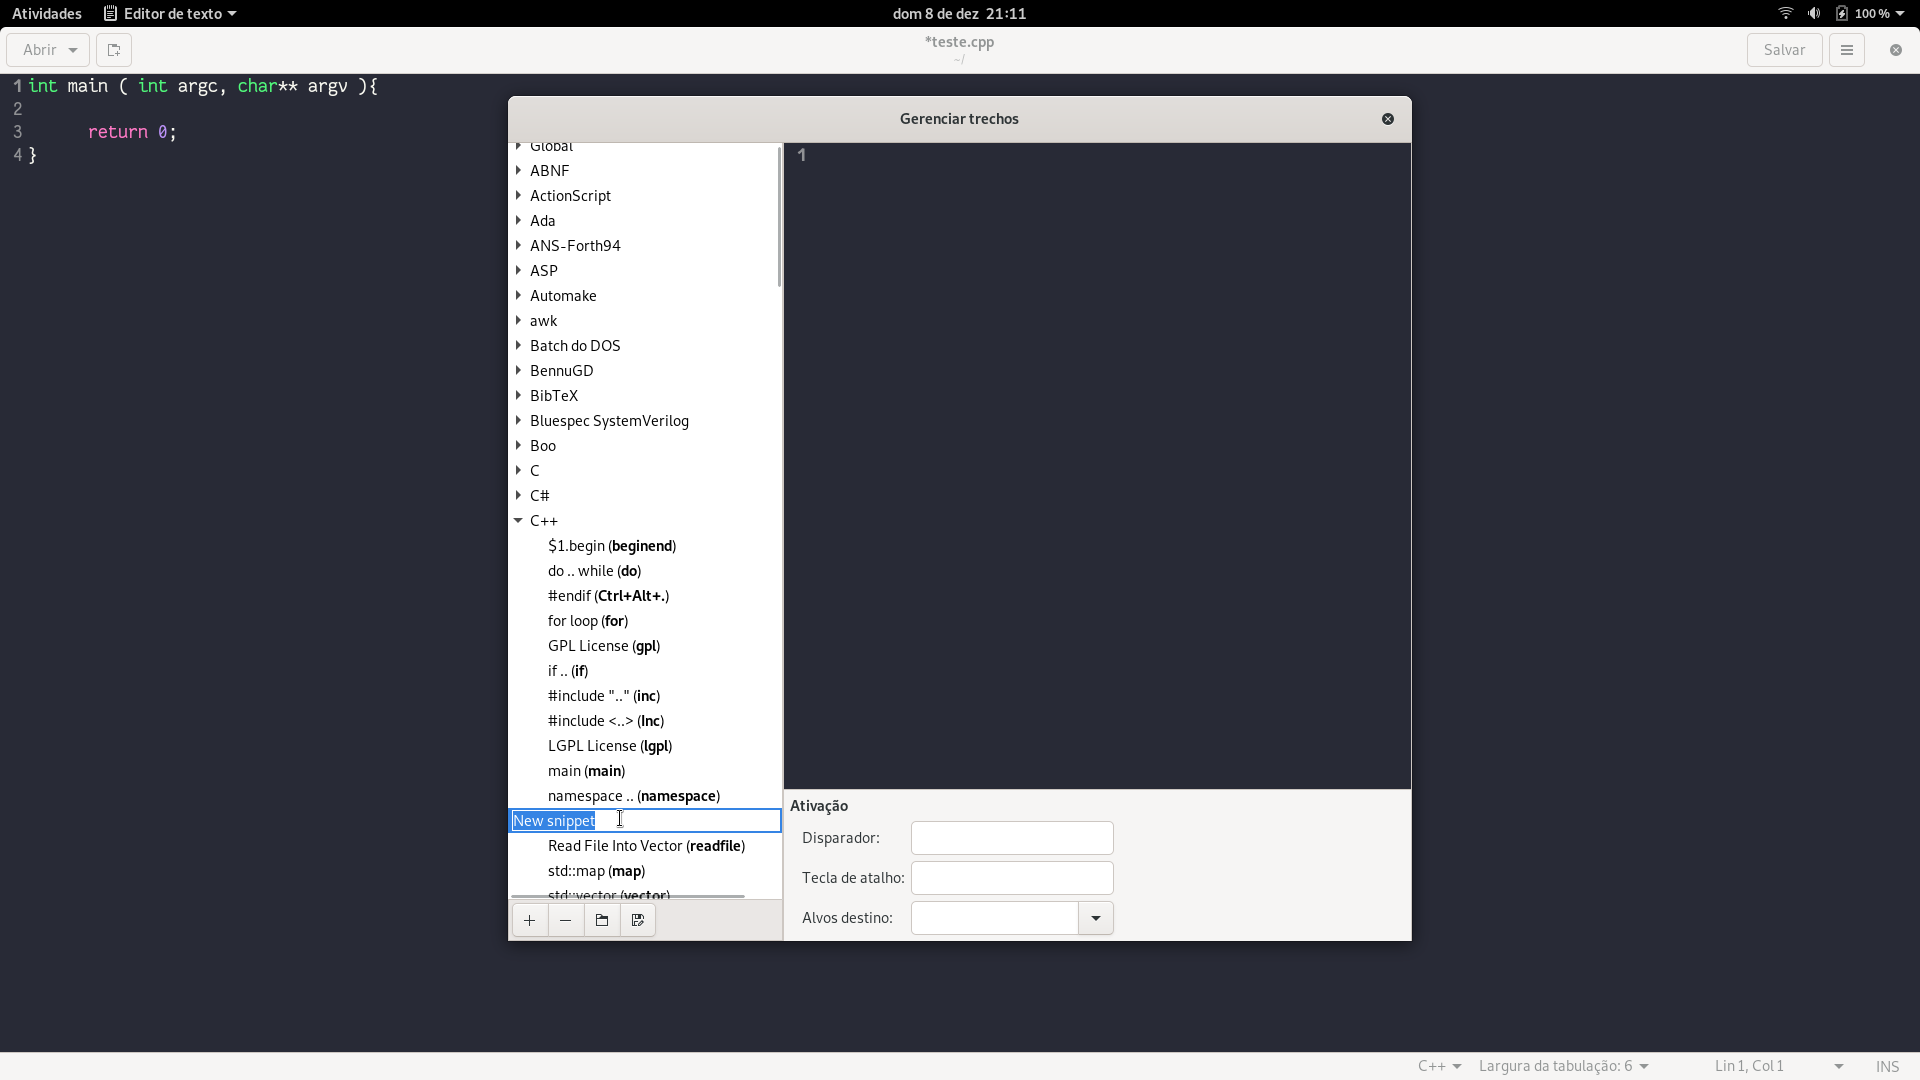 Atividades Editor de texto dom 8 de dez 21:11 100 %
Abrir *teste.cpp Salvar
~/
1 int main ( int argc, char** argv ){
2
3 return 0;
4 }
Gerenciar trechos
Global
ABNF
ActionScript
Ada
ANS-Forth94
ASP
Automake
awk
Batch do DOS
BennuGD
BibTeX
Bluespec SystemVerilog
Boo
C
C#
C++
$1.begin (beginend)
do .. while (do)
#endif (Ctrl+Alt+.)
for loop (for)
GPL License (gpl)
if .. (if)
#include ".." (inc)
#include <..> (Inc)
LGPL License (lgpl)
main (main)
namespace .. (namespace)
New snippet
Read File Into Vector (readfile)
std::map (map)
std::vector (vector)
1
Ativação
Disparador:
Tecla de atalho:
Alvos destino:
C++ Largura da tabulação: 6 Lin 1, Col 1 INS